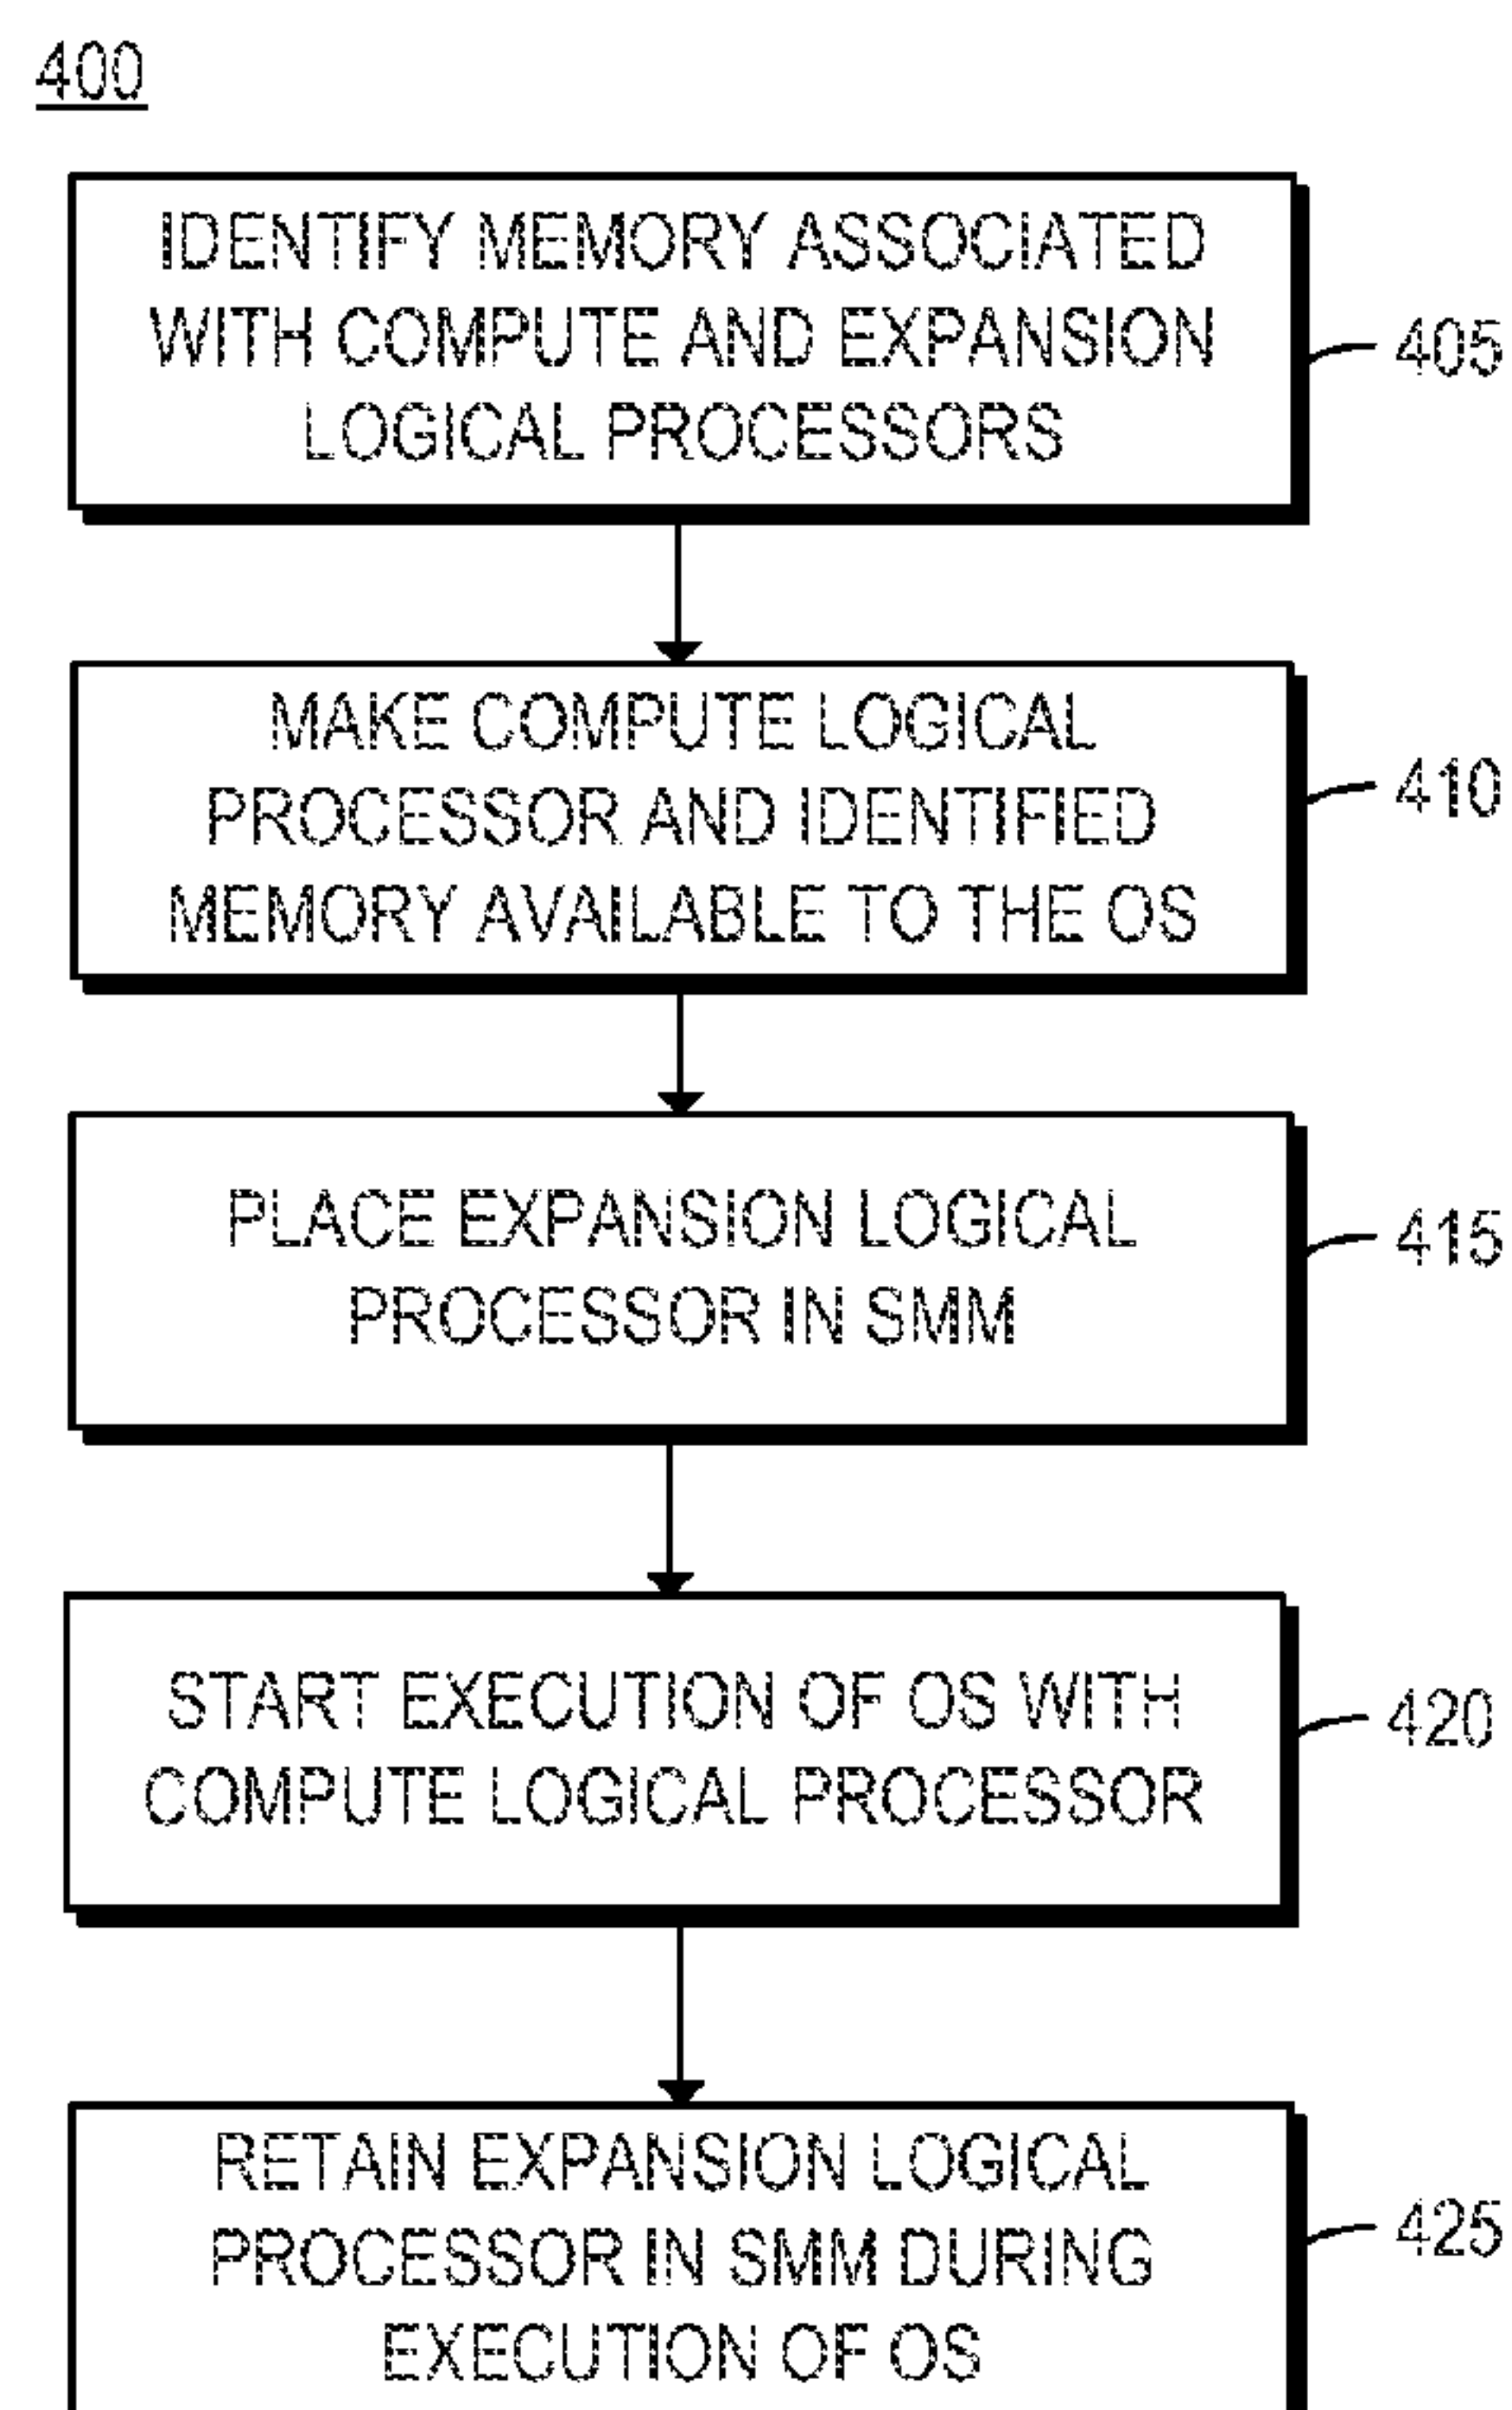 400
IDENTIFY MEMORY ASSOCIATED
WITH COMPUTE AND EXPANSION
LOGICAL PROCESSORS
405
MAKE COMPUTE LOGICAL
PROCESSOR AND IDENTIFIED
MEMORY AVAILABLE TO THE OS
410
PLACE EXPANSION LOGICAL
PROCESSOR IN SMM
415
START EXECUTION OF OS WITH
COMPUTE LOGICAL PROCESSOR
420
RETAIN EXPANSION LOGICAL
PROCESSOR IN SMM DURING
EXECUTION OF OS
425